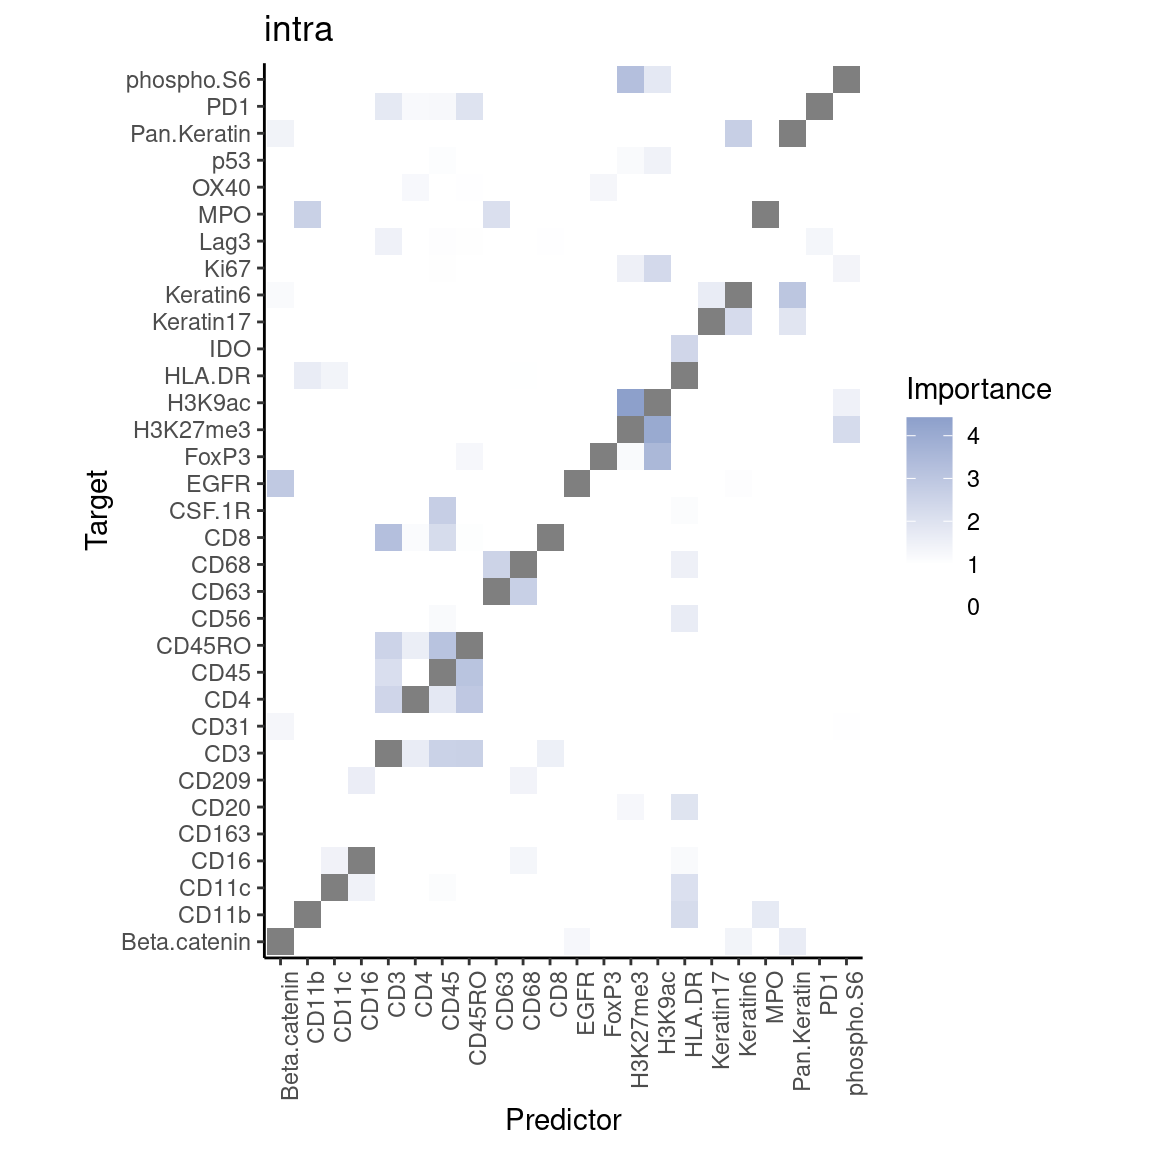 intra
phospho.S6
PD1
Pan.Keratin
p53
OX40
MPO
Lag3
Ki67
Keratin6
Keratin17
IDO
HLA.DR
H3K9ac
H3K27me3
FoxP3
EGFR
CSF.1R
CD8
CD68
CD63
CD56
CD45RO
CD45
CD4
CD31
CD3
CD209
CD20
CD163
CD16
CD11c
CD11b
Beta.catenin
Target
Beta.catenin
CD11b
CD11c
CD16
CD3
CD4
CD45
CD45RO
CD63
CD68
CD8
EGFR
FoxP3
H3K27me3
H3K9ac
HLA.DR
Keratin17
Keratin6
MPO
Pan.Keratin
PD1
phospho.S6
Predictor
Importance
4
3
2
1
0